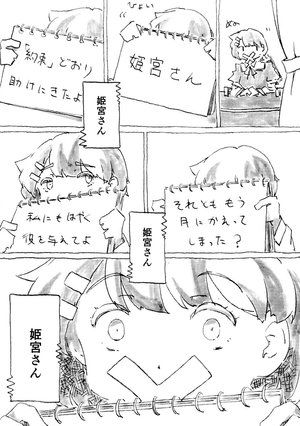 ぬっ
ぴょい
姫宮さん
「約束」どおり
助けにきたよ
姫宮さん
それとももう
月にかえって
しまった?
姫宮さん
私にもはやく
役を与えてよ
姫宮さん